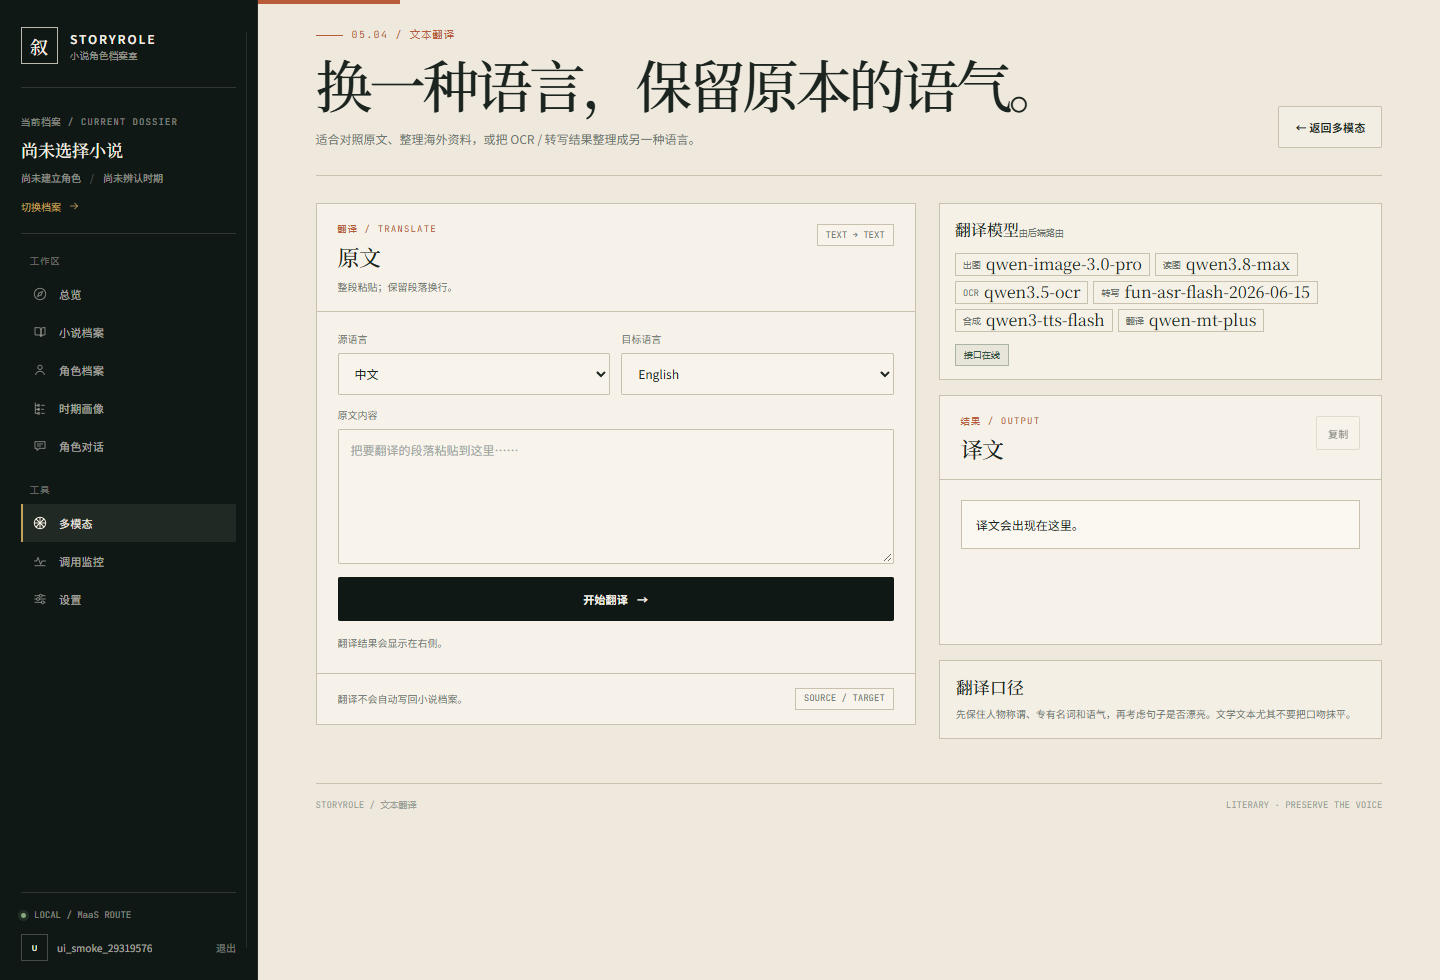 叙
STORYROLE
小说角色档案室
当前档案 / CURRENT DOSSIER
尚未选择小说
尚未建立角色 / 尚未辨认时期
切换档案 →
工作区
总览
小说档案
角色档案
时期画像
角色对话
工具
多模态
调用监控
设置
LOCAL / MaaS ROUTE
U ui_smoke_29319576 退出
05.04 / 文本翻译
换一种语言，保留原本的语气。
适合对照原文、整理海外资料，或把 OCR / 转写结果整理成另一种语言。
← 返回多模态
翻译 / TRANSLATE
TEXT → TEXT
原文
整段粘贴；保留段落换行。
源语言 目标语言
中文 English
原文内容
把要翻译的段落粘贴到这里……
开始翻译 →
翻译结果会显示在右侧。
翻译不会自动写回小说档案。
SOURCE / TARGET
翻译模型由后端路由
出图 qwen-image-3.0-pro 读图 qwen3.8-max
OCR qwen3.5-ocr 转写 fun-asr-flash-2026-06-15
合成 qwen3-tts-flash 翻译 qwen-mt-plus
接口在线
结果 / OUTPUT
译文
复制
译文会出现在这里。
翻译口径
先保住人物称谓、专有名词和语气，再考虑句子是否漂亮。文学文本尤其不要把口吻抹平。
STORYROLE / 文本翻译
LITERARY · PRESERVE THE VOICE